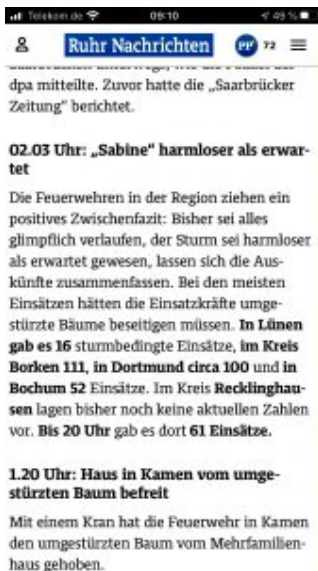 Telekom.de
09:10
49 %
Ruhr Nachrichten
72
dpa mitteilte. Zuvor hatte die „Saarbrücker
Zeitung“ berichtet.
02.03 Uhr: „Sabine“ harmloser als erwar-
tet
Die Feuerwehren in der Region ziehen ein
positives Zwischenfazit: Bisher sei alles
glimpflich verlaufen, der Sturm sei harmloser
als erwartet gewesen, lassen sich die Aus-
künfte zusammenfassen. Bei den meisten
Einsätzen hätten die Einsatzkräfte umge-
stürzte Bäume beseitigen müssen. In Lünen
gab es 16 sturmbedingte Einsätze, im Kreis
Borken 111, in Dortmund circa 100 und in
Bochum 52 Einsätze. Im Kreis Recklinghau-
sen lagen bisher noch keine aktuellen Zahlen
vor. Bis 20 Uhr gab es dort 61 Einsätze.
1.20 Uhr: Haus in Kamen vom umge-
stürzten Baum befreit
Mit einem Kran hat die Feuerwehr in Kamen
den umgestürzten Baum vom Mehrfamilien-
haus gehoben.